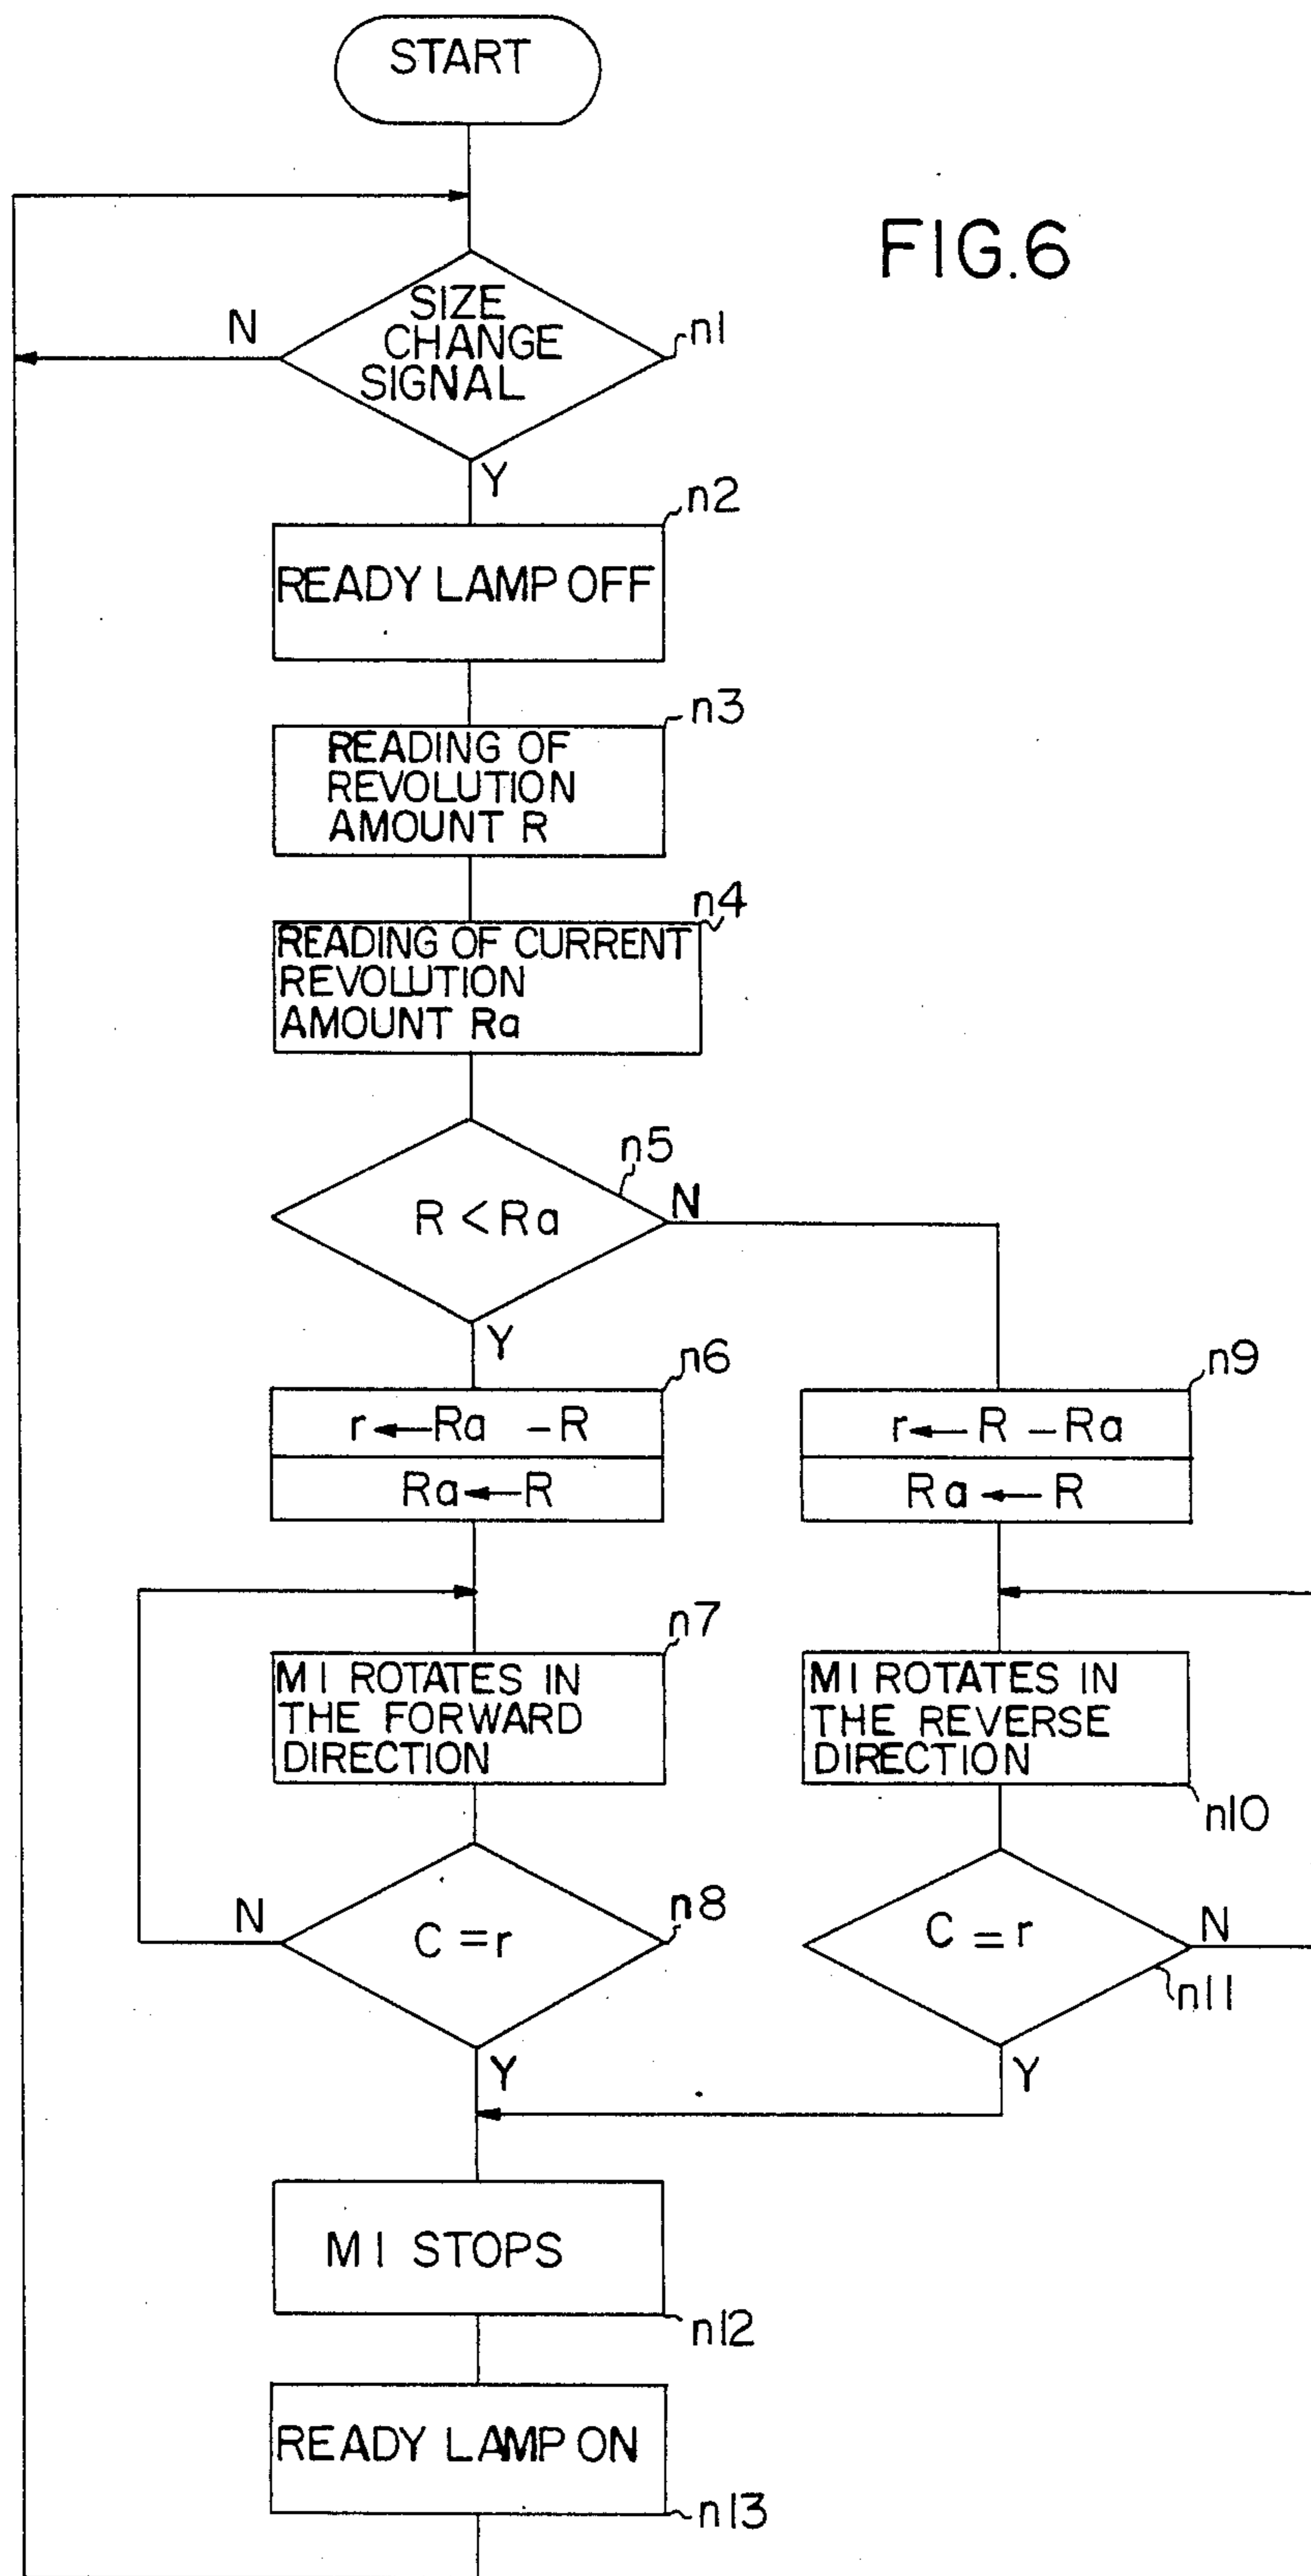 START
FIG.6
SIZE
CHANGE
SIGNAL
n1
N
Y
n2
READY LAMP OFF
n3
READING OF
REVOLUTION
AMOUNT R
n4
READING OF CURRENT
REVOLUTION
AMOUNT Ra
n5
R < Ra
N
Y
n6
r ← Ra - R
Ra ← R
n9
r ← R - Ra
Ra ← R
n7
M1 ROTATES IN
THE FORWARD
DIRECTION
M1 ROTATES IN
THE REVERSE
DIRECTION
n10
N
C = r
n8
Y
C = r
N
n11
Y
M1 STOPS
n12
READY LAMP ON
n13